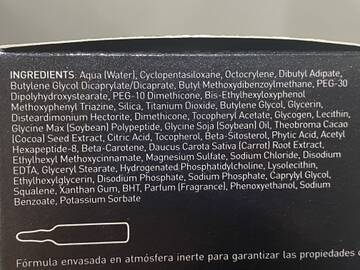 INGREDIENTS: Aqua (Water), Cyclopentasiloxane, Octocrylene, Dibutyl Adipate,
Butylene Glycol Dicaprylate/Dicaprate, Butyl Methoxydibenzoylmethane, PEG-30
Dipolyhydroxystearate, PEG-10 Dimethicone, Bis-Ethylhexyloxyphenol
Methoxyphenyl Triazine, Silica, Titanium Dioxide, Butylene Glycol, Glycerin,
Disteardimonium Hectorite, Dimethicone, Tocopheryl Acetate, Glycogen, Lecithin,
Glycine Max (Soybean) Polypeptide, Glycine Soja (Soybean) Oil, Theobroma Cacao
(Cocoa) Seed Extract, Citric Acid, Tocopherol, Beta-Sitosterol, Phytic Acid, Acetyl
Hexapeptide-8, Beta-Carotene, Daucus Carota Sativa (Carrot) Root Extract,
Ethylhexyl Methoxycinnamate, Magnesium Sulfate, Sodium Chloride, Disodium
EDTA, Glyceryl Stearate, Hydrogenated Phosphatidylcholine, Lysolecithin,
Ethylhexylglycerin, Disodium Phosphate, Sodium Phosphate, Caprylyl Glycol,
Squalene, Xanthan Gum, BHT, Parfum (Fragrance), Phenoxyethanol, Sodium
Benzoate, Potassium Sorbate
Fórmula envasada en atmósfera inerte para garantizar las propiedades